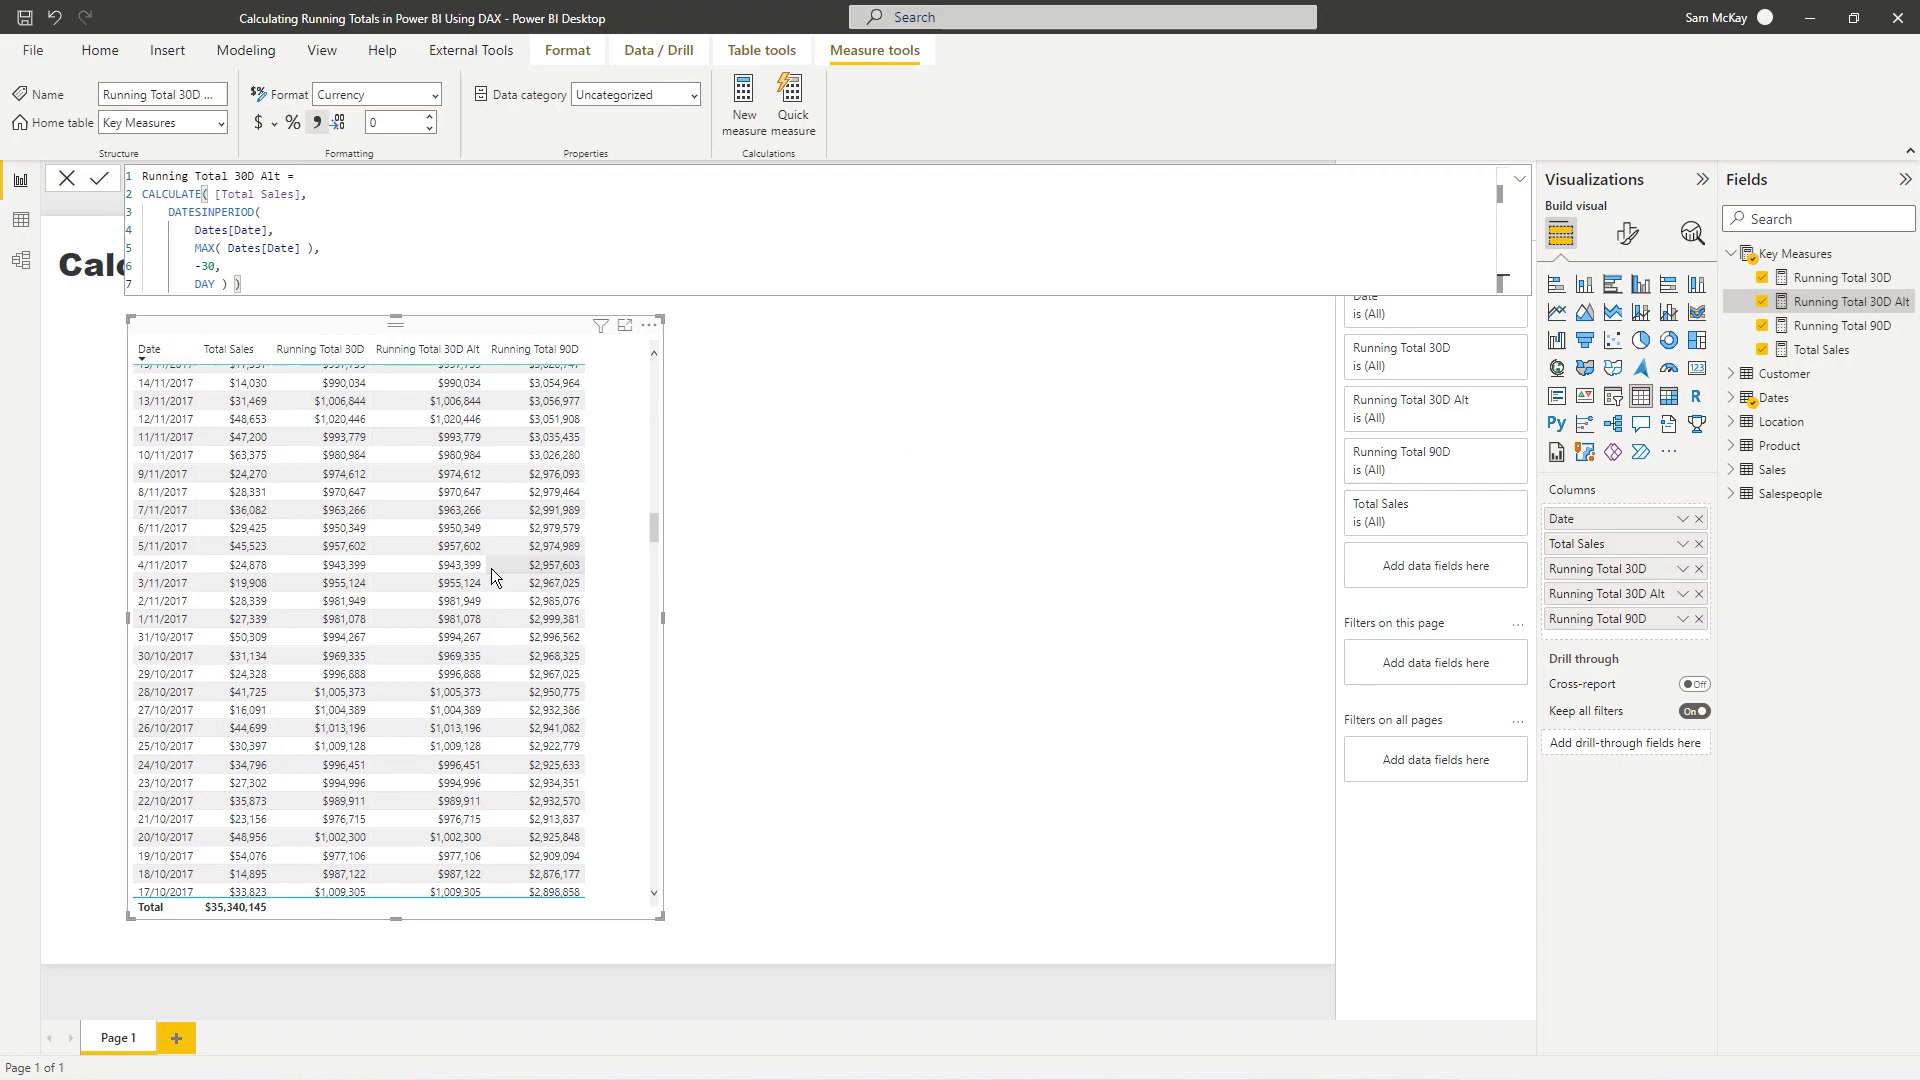 Calculating Running Totals in Power BI Using DAX - Power BI Desktop
Search
Sam McKay
File Home Insert Modeling View Help External Tools Format Data / Drill Table tools Measure tools
Name Running Total 30D ...
Home table Key Measures
Structure
Format Currency
$ % 0
Formatting
Data category Uncategorized
Properties
New measure
Quick measure
Calculations
1 Running Total 30D Alt =
2 CALCULATE( [Total Sales],
3 DATESINPERIOD(
4 Dates[Date],
5 MAX( Dates[Date] ),
6 -30,
7 DAY ) )
Calc
Date Total Sales Running Total 30D Running Total 30D Alt Running Total 90D
14/11/2017 $14,030 $990,034 $990,034 $3,054,964
13/11/2017 $31,469 $1,006,844 $1,006,844 $3,056,977
12/11/2017 $48,653 $1,020,446 $1,020,446 $3,051,908
11/11/2017 $47,200 $993,779 $993,779 $3,035,435
10/11/2017 $63,375 $980,984 $980,984 $3,026,280
9/11/2017 $24,270 $974,612 $974,612 $2,976,093
8/11/2017 $28,331 $970,647 $970,647 $2,979,464
7/11/2017 $36,082 $963,266 $963,266 $2,991,989
6/11/2017 $29,425 $950,349 $950,349 $2,979,579
5/11/2017 $45,523 $957,602 $957,602 $2,974,989
4/11/2017 $24,878 $943,399 $943,399 $2,957,603
3/11/2017 $19,908 $955,124 $955,124 $2,967,025
2/11/2017 $28,339 $981,949 $981,949 $2,985,076
1/11/2017 $27,339 $981,078 $981,078 $2,999,381
31/10/2017 $50,309 $994,267 $994,267 $2,996,562
30/10/2017 $31,134 $969,335 $969,335 $2,968,325
29/10/2017 $24,328 $996,888 $996,888 $2,967,025
28/10/2017 $41,725 $1,005,373 $1,005,373 $2,950,775
27/10/2017 $16,091 $1,004,389 $1,004,389 $2,932,386
26/10/2017 $44,699 $1,013,196 $1,013,196 $2,941,082
25/10/2017 $30,397 $1,009,128 $1,009,128 $2,922,779
24/10/2017 $34,796 $996,451 $996,451 $2,925,633
23/10/2017 $27,302 $994,996 $994,996 $2,934,351
22/10/2017 $35,873 $989,911 $989,911 $2,932,570
21/10/2017 $23,156 $976,715 $976,715 $2,913,837
20/10/2017 $48,956 $1,002,300 $1,002,300 $2,925,848
19/10/2017 $54,076 $977,106 $977,106 $2,909,094
18/10/2017 $14,895 $987,122 $987,122 $2,876,177
17/10/2017 $33,823 $1,009,305 $1,009,305 $2,898,858
Total $35,340,145
Date
is (All)
Running Total 30D
is (All)
Running Total 30D Alt
is (All)
Running Total 90D
is (All)
Total Sales
is (All)
Add data fields here
Filters on this page ...
Add data fields here
Filters on all pages ...
Add data fields here
Visualizations
Build visual
123
R
Py
...
Columns
Date
Total Sales
Running Total 30D
Running Total 30D Alt
Running Total 90D
Drill through
Cross-report Off
Keep all filters On
Add drill-through fields here
Fields
Search
Key Measures
Running Total 30D
Running Total 30D Alt
Running Total 90D
Total Sales
Customer
Dates
Location
Product
Sales
Salespeople
Page 1
Page 1 of 1